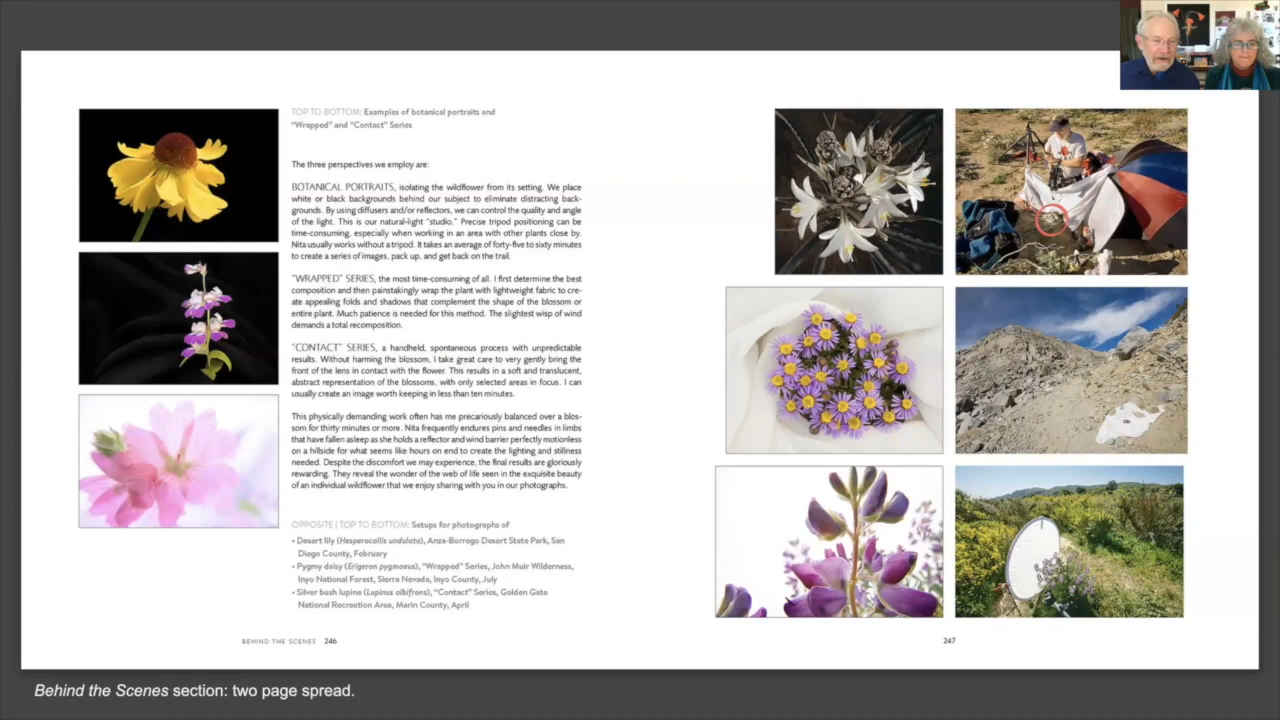 TOP TO BOTTOM: Examples of botanical portraits and
"Wrapped" and "Contact" Series
The three perspectives we employ are:
BOTANICAL PORTRAITS, isolating the wildflower from its setting. We place
white or black backgrounds behind our subject to eliminate distracting back-
grounds. By using diffusers and/or reflectors, we can control the quality and angle
of the light. This is our natural-light "studio." Precise tripod positioning can be
time-consuming, especially when working in an area with other plants close by.
Nita usually works without a tripod. It takes an average of forty-five to sixty minutes
to create a series of images, pack up, and get back on the trail.
"WRAPPED" SERIES, the most time-consuming of all. I first determine the best
composition and then painstakingly wrap the plant with lightweight fabric to cre-
ate appealing folds and shadows that complement the shape of the blossom or
entire plant. Much patience is needed for this method. The slightest wisp of wind
demands a total recomposition.
"CONTACT" SERIES, a handheld, spontaneous process with unpredictable
results. Without harming the blossom, I take great care to very gently bring the
front of the lens in contact with the flower. This results in a soft and translucent,
abstract representation of the blossoms, with only selected areas in focus. I can
usually create an image worth keeping in less than ten minutes.
This physically demanding work often has me precariously balanced over a blos-
som for thirty minutes or more. Nita frequently endures pins and needles in limbs
that have fallen asleep as she holds a reflector and wind barrier perfectly motionless
on a hillside for what seems like hours on end to create the lighting and stillness
needed. Despite the discomfort we may experience, the final results are gloriously
rewarding. They reveal the wonder of the web of life seen in the exquisite beauty
of an individual wildflower that we enjoy sharing with you in our photographs.
OPPOSITE | TOP TO BOTTOM: Setups for photographs of
• Desert lily (Hesperocallis undulata), Anza-Borrego Desert State Park, San
Diego County, February
• Pygmy daisy (Erigeron pygmaeus), "Wrapped" Series, John Muir Wilderness,
Inyo National Forest, Sierra Nevada, Inyo County, July
• Silver bush lupine (Lupinus albifrons), "Contact" Series, Golden Gate
National Recreation Area, Marin County, April
BEHIND THE SCENES 246
247
Behind the Scenes section: two page spread.